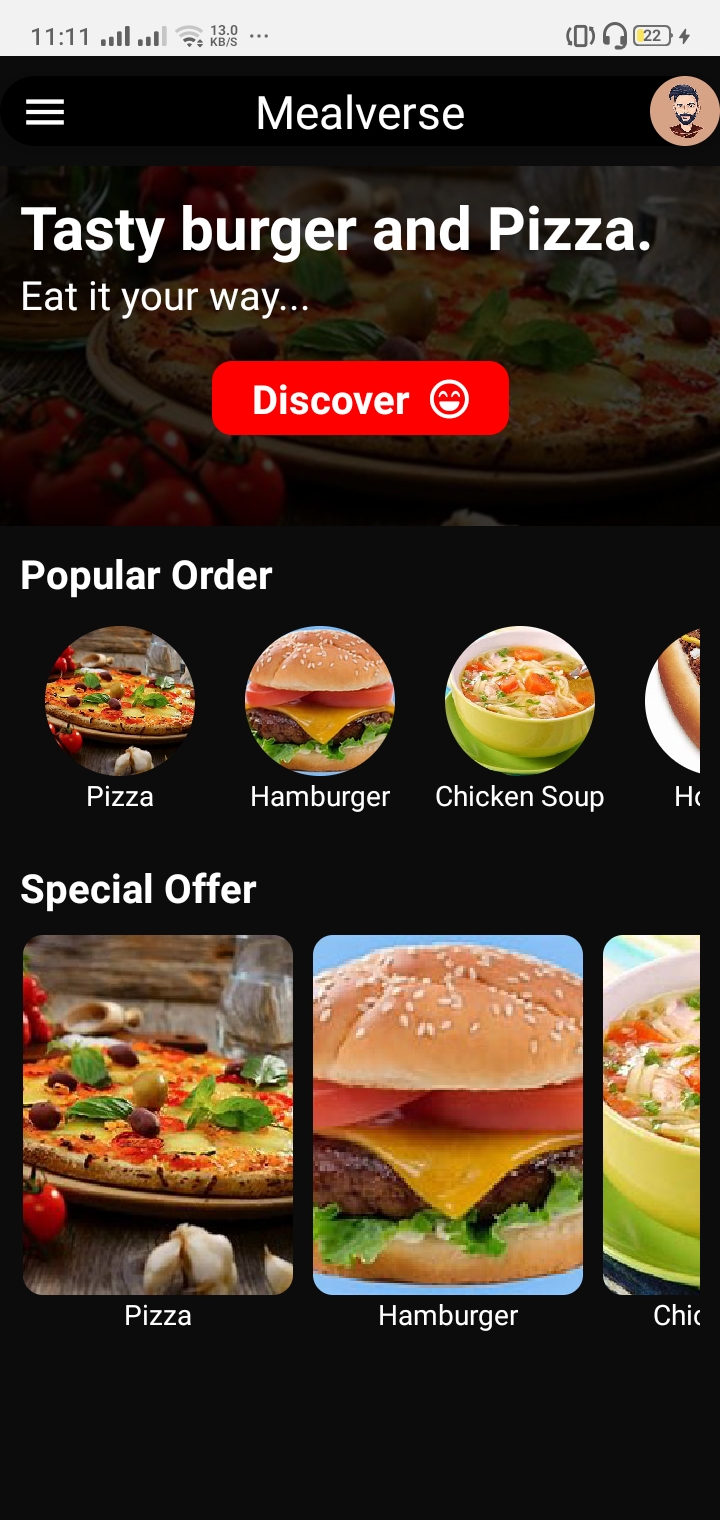 11:11 13.0 KB/S ... 22
Mealverse
Tasty burger and Pizza.
Eat it your way...
Discover
Popular Order
Pizza Hamburger Chicken Soup Ho
Special Offer
Pizza Hamburger Chic